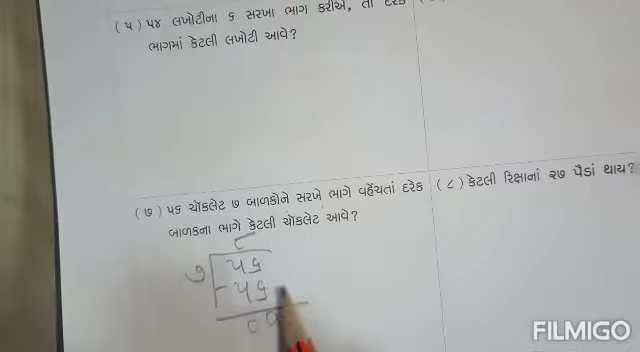 (૫) ૫૪ લખોટીના ૬ સરખા ભાગ કરીએ, તો દરેક
ભાગમાં કેટલી લખોટી આવે?
(૭) ૫૬ ચૉકલેટ ૭ બાળકોને સરખે ભાગે વહેંચતાં દરેક
બાળકના ભાગે કેટલી ચૉકલેટ આવે?
(૮) કેટલી રિક્ષાનાં ૨૭ પૈડાં થાય?
૮
૭ ૫૬
- ૫૬
૦૦
FILMIGO